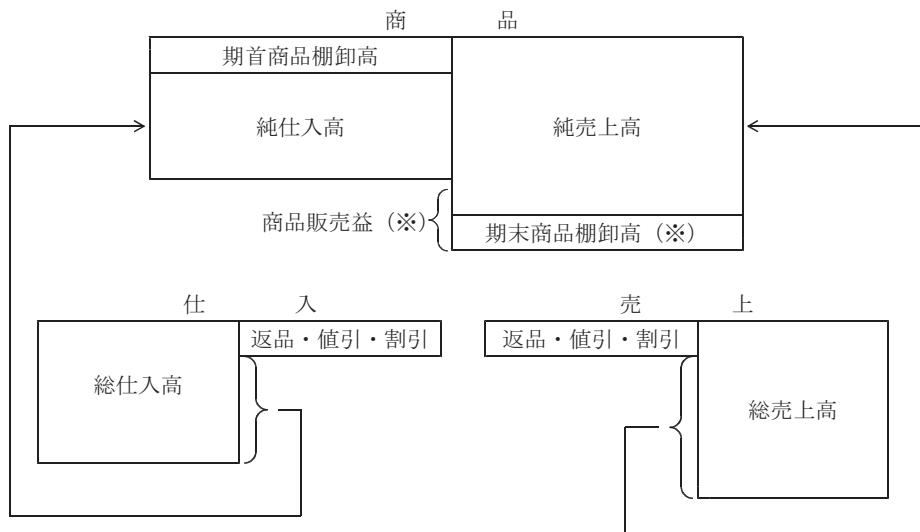 商　　品
期首商品棚卸高
純仕入高
純売上高
商品販売益（※）
期末商品棚卸高（※）
仕　　入
返品・値引・割引
総仕入高
売　　上
返品・値引・割引
総売上高